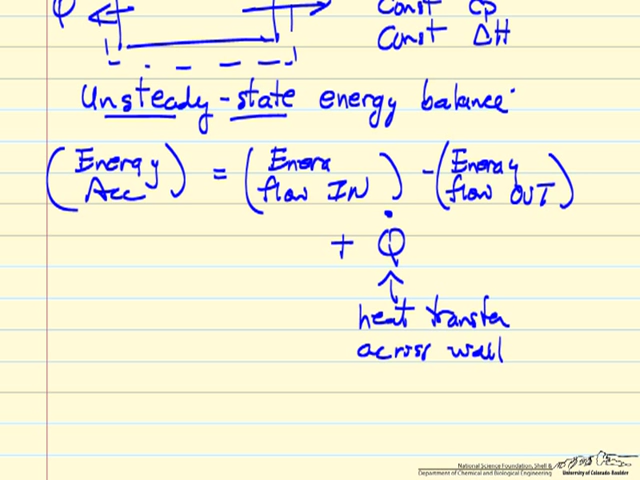 Q Const Cp
Const ΔH
Unsteady-state energy balance
(Energy Acc) = (Energy flow IN) - (Energy flow OUT)
+ Q̇
↑
heat transfer
across wall
National Science Foundation, Shell &
Department of Chemical and Biological Engineering University of Colorado Boulder